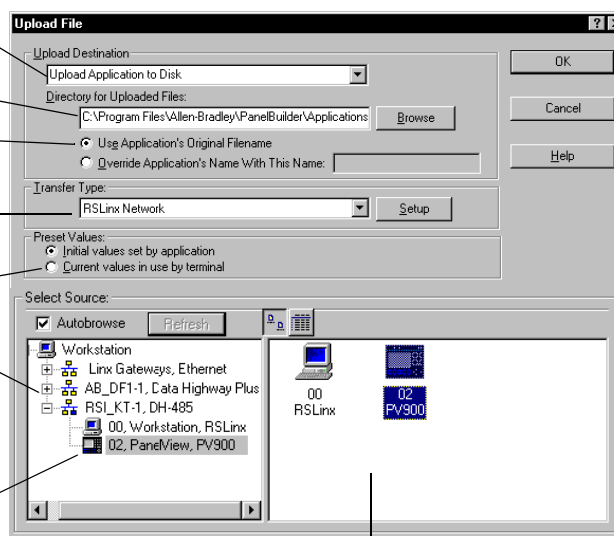 Upload File
Upload Destination
Upload Application to Disk
Directory for Uploaded Files:
C:\Program Files\Allen-Bradley\PanelBuilder\Applications
Browse
Use Application's Original Filename
Override Application's Name With This Name:
OK
Cancel
Help
Transfer Type:
RSLinx Network
Setup
Preset Values:
Initial values set by application
Current values in use by terminal
Select Source:
Autobrowse
Refresh
Workstation
Linx Gateways, Ethernet
AB_DF1-1, Data Highway Plus
RSI_KT-1, DH-485
00, Workstation, RSLinx
02, PanelView, PV900
00
RSLinx
02
PV900